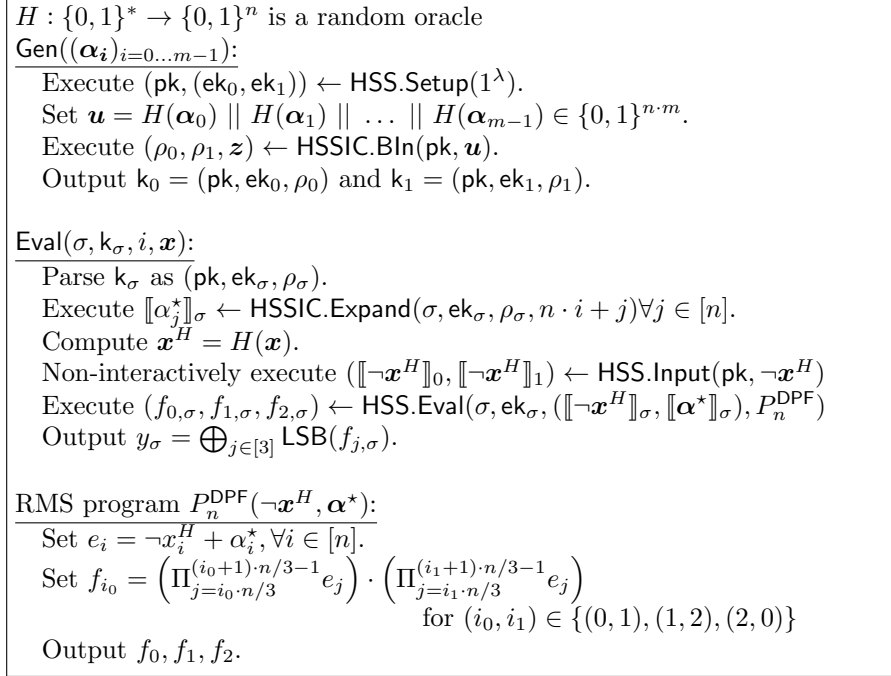 H : {0, 1}* → {0, 1}ⁿ is a random oracle
Gen((α_i)_{i=0...m−1}):
Execute (pk, (ek_0, ek_1)) ← HSS.Setup(1^λ).
Set u = H(α_0) || H(α_1) || … || H(α_{m−1}) ∈ {0, 1}^{n·m}.
Execute (ρ_0, ρ_1, z) ← HSSIC.BIn(pk, u).
Output k_0 = (pk, ek_0, ρ_0) and k_1 = (pk, ek_1, ρ_1).
Eval(σ, k_σ, i, x):
Parse k_σ as (pk, ek_σ, ρ_σ).
Execute ⟦α_j^⋆⟧_σ ← HSSIC.Expand(σ, ek_σ, ρ_σ, n · i + j)∀j ∈ [n].
Compute x^H = H(x).
Non-interactively execute (⟦¬x^H⟧_0, ⟦¬x^H⟧_1) ← HSS.Input(pk, ¬x^H)
Execute (f_{0,σ}, f_{1,σ}, f_{2,σ}) ← HSS.Eval(σ, ek_σ, (⟦¬x^H⟧_σ, ⟦α^⋆⟧_σ), P_n^{DPF})
Output y_σ = ⨁_{j∈[3]} LSB(f_{j,σ}).
RMS program P_n^{DPF}(¬x^H, α^⋆):
Set e_i = ¬x_i^H + α_i^⋆, ∀i ∈ [n].
Set f_{i_0} = (Π_{j=i_0·n/3}^{(i_0+1)·n/3−1} e_j) · (Π_{j=i_1·n/3}^{(i_1+1)·n/3−1} e_j)
for (i_0, i_1) ∈ {(0, 1), (1, 2), (2, 0)}
Output f_0, f_1, f_2.